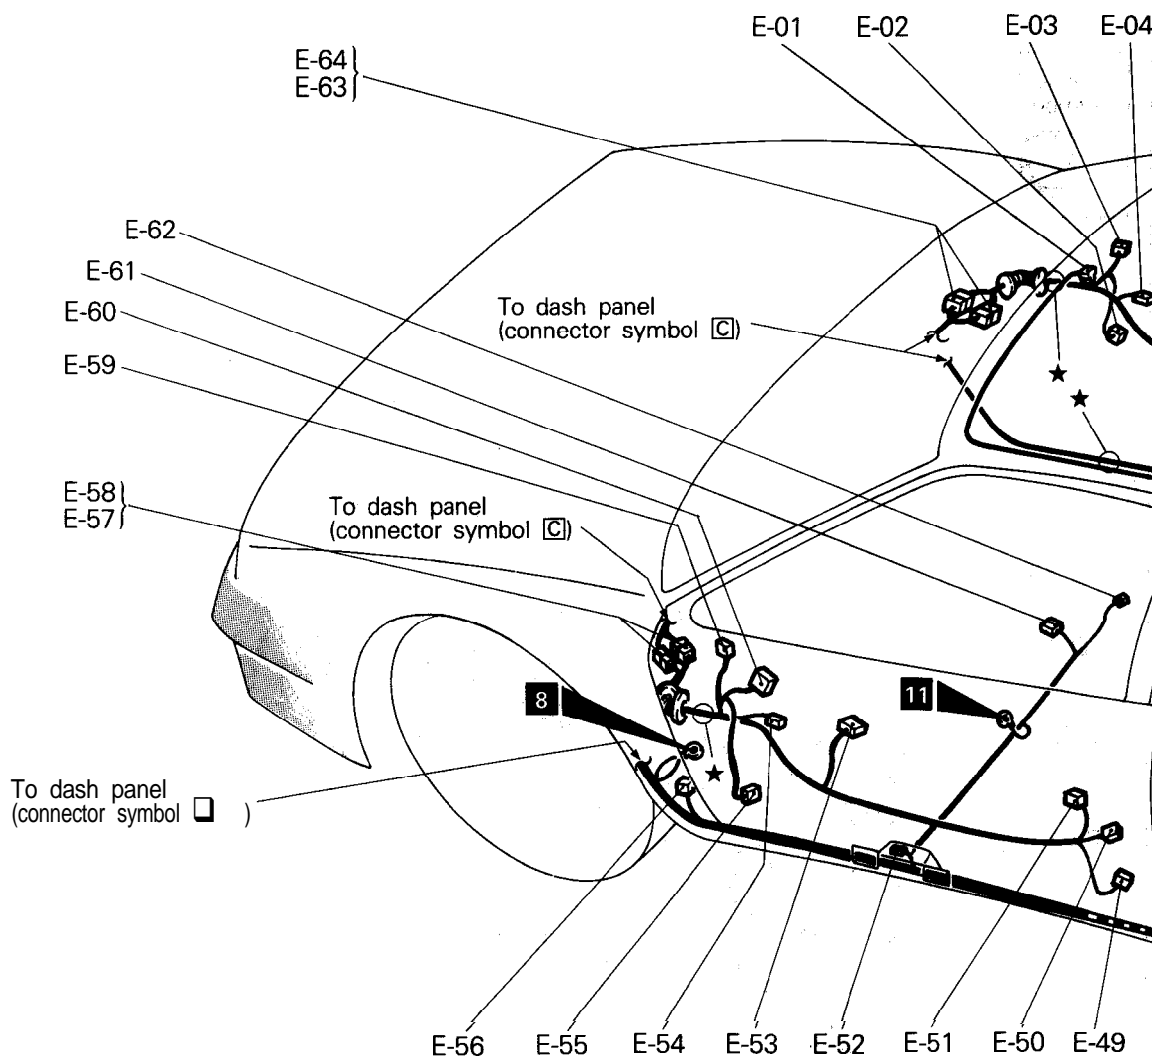 E-01 E-02 E-03 E-04
E-64
E-63
E-62
E-61
E-60
To dash panel
(connector symbol C)
E-59
E-58
E-57
To dash panel
(connector symbol C)
8
11
To dash panel
(connector symbol ❑ )
E-56 E-55 E-54 E-53 E-52 E-51 E-50 E-49